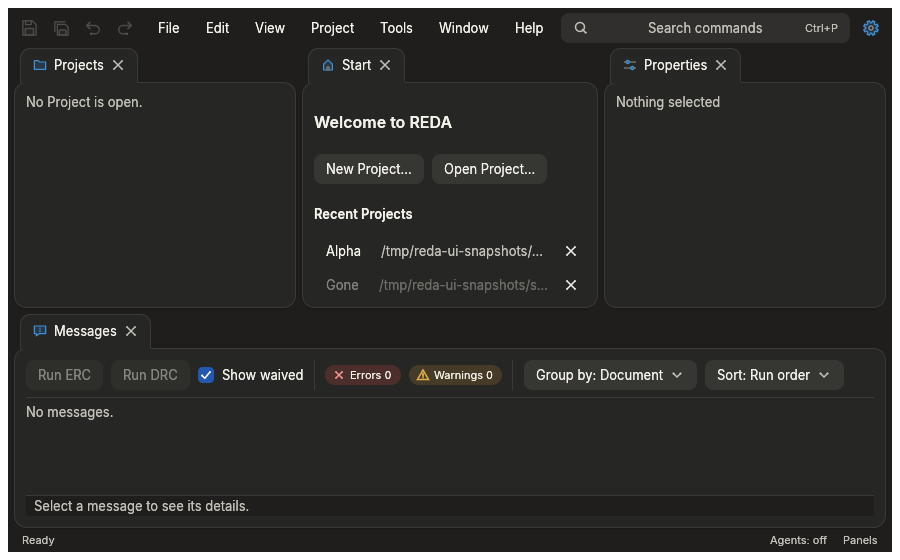 File Edit View Project Tools Window Help Search commands Ctrl+P
Projects Start Properties
No Project is open.
Nothing selected
Welcome to REDA
New Project... Open Project...
Recent Projects
Alpha /tmp/reda-ui-snapshots/...
Gone /tmp/reda-ui-snapshots/s...
Messages
Run ERC Run DRC Show waived Errors 0 Warnings 0 Group by: Document Sort: Run order
No messages.
Select a message to see its details.
Ready Agents: off Panels